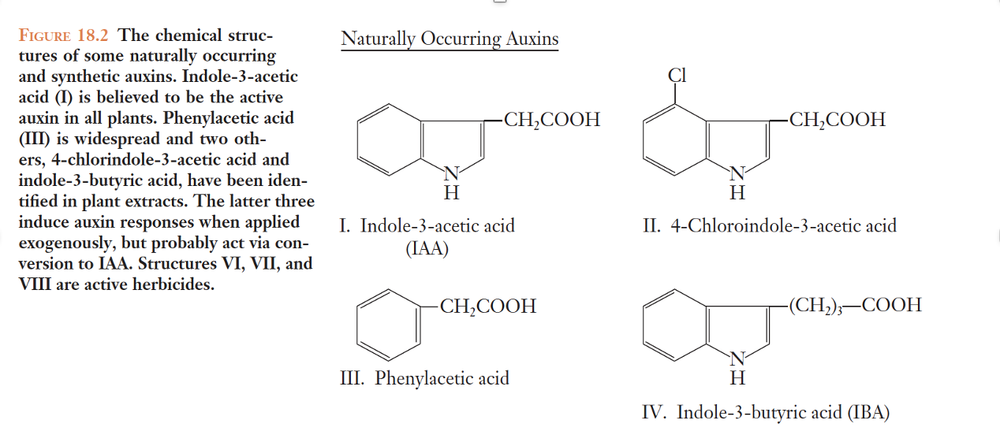 FIGURE 18.2 The chemical struc-
tures of some naturally occurring
and synthetic auxins. Indole-3-acetic
acid (I) is believed to be the active
auxin in all plants. Phenylacetic acid
(III) is widespread and two oth-
ers, 4-chlorindole-3-acetic acid and
indole-3-butyric acid, have been iden-
tified in plant extracts. The latter three
induce auxin responses when applied
exogenously, but probably act via con-
version to IAA. Structures VI, VII, and
VIII are active herbicides.
Naturally Occurring Auxins
CH₂COOH
N
H
I. Indole-3-acetic acid
(IAA)
Cl
CH₂COOH
N
H
II. 4-Chloroindole-3-acetic acid
CH₂COOH
III. Phenylacetic acid
(CH₂)₃—COOH
N
H
IV. Indole-3-butyric acid (IBA)